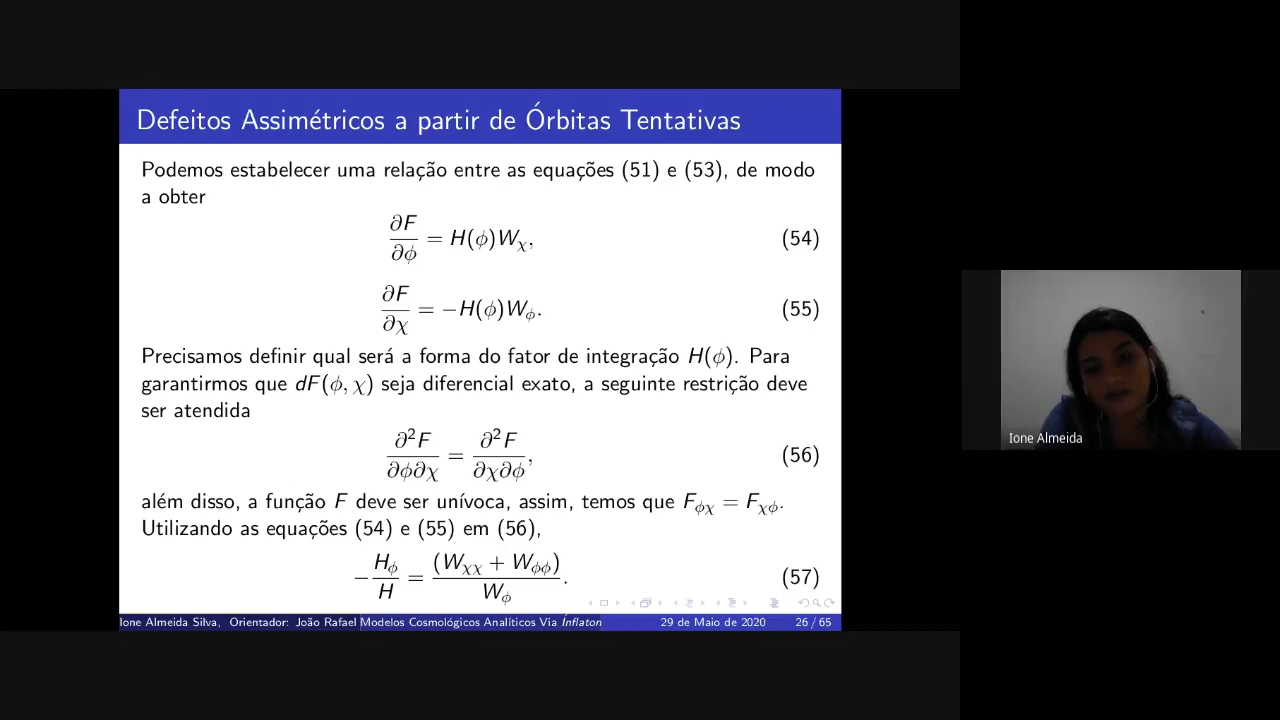 Defeitos Assimétricos a partir de Órbitas Tentativas
Podemos estabelecer uma relação entre as equações (51) e (53), de modo
a obter
∂F/∂ϕ = H(ϕ)W_χ, (54)
∂F/∂χ = −H(ϕ)W_ϕ. (55)
Precisamos definir qual será a forma do fator de integração H(ϕ). Para
garantirmos que dF(ϕ, χ) seja diferencial exato, a seguinte restrição deve
ser atendida
∂²F/∂ϕ∂χ = ∂²F/∂χ∂ϕ, (56)
além disso, a função F deve ser unívoca, assim, temos que F_ϕχ = F_χϕ.
Utilizando as equações (54) e (55) em (56),
−H_ϕ/H = (W_χχ + W_ϕϕ)/W_ϕ. (57)
Ione Almeida Silva, Orientador: João Rafael Modelos Cosmológicos Analíticos Via Ínflaton 29 de Maio de 2020 26 / 65
Ione Almeida